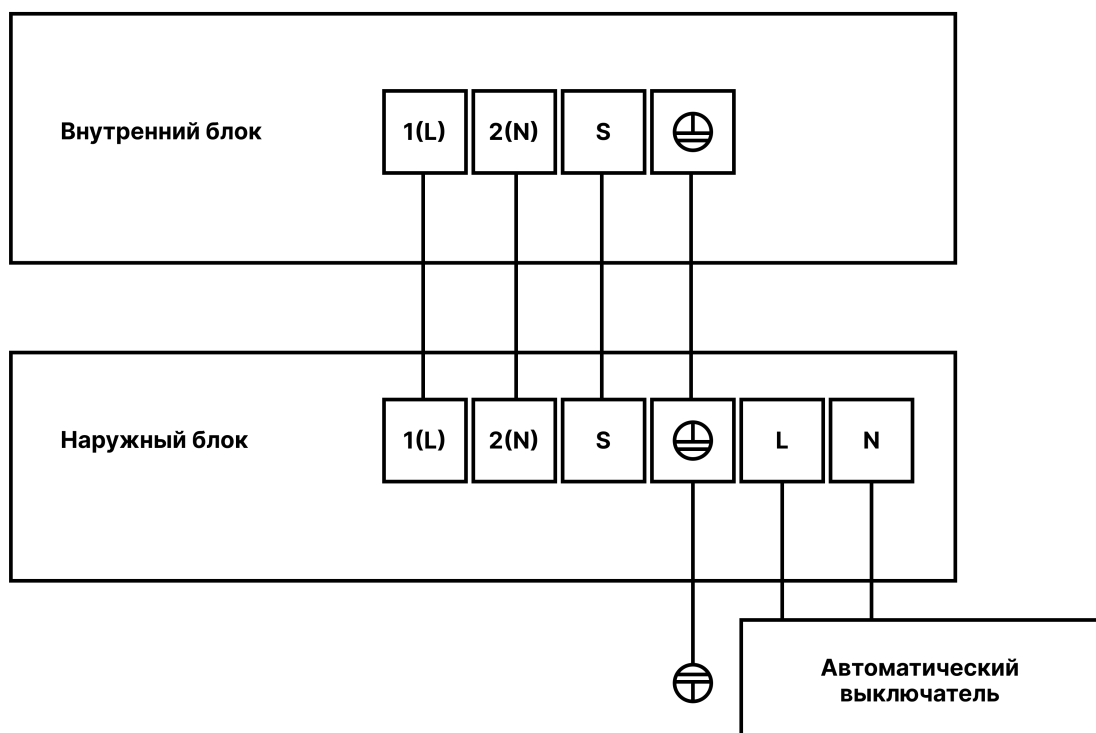 Внутренний блок 1(L) 2(N) S
Наружный блок 1(L) 2(N) S L N
Автоматический
выключатель